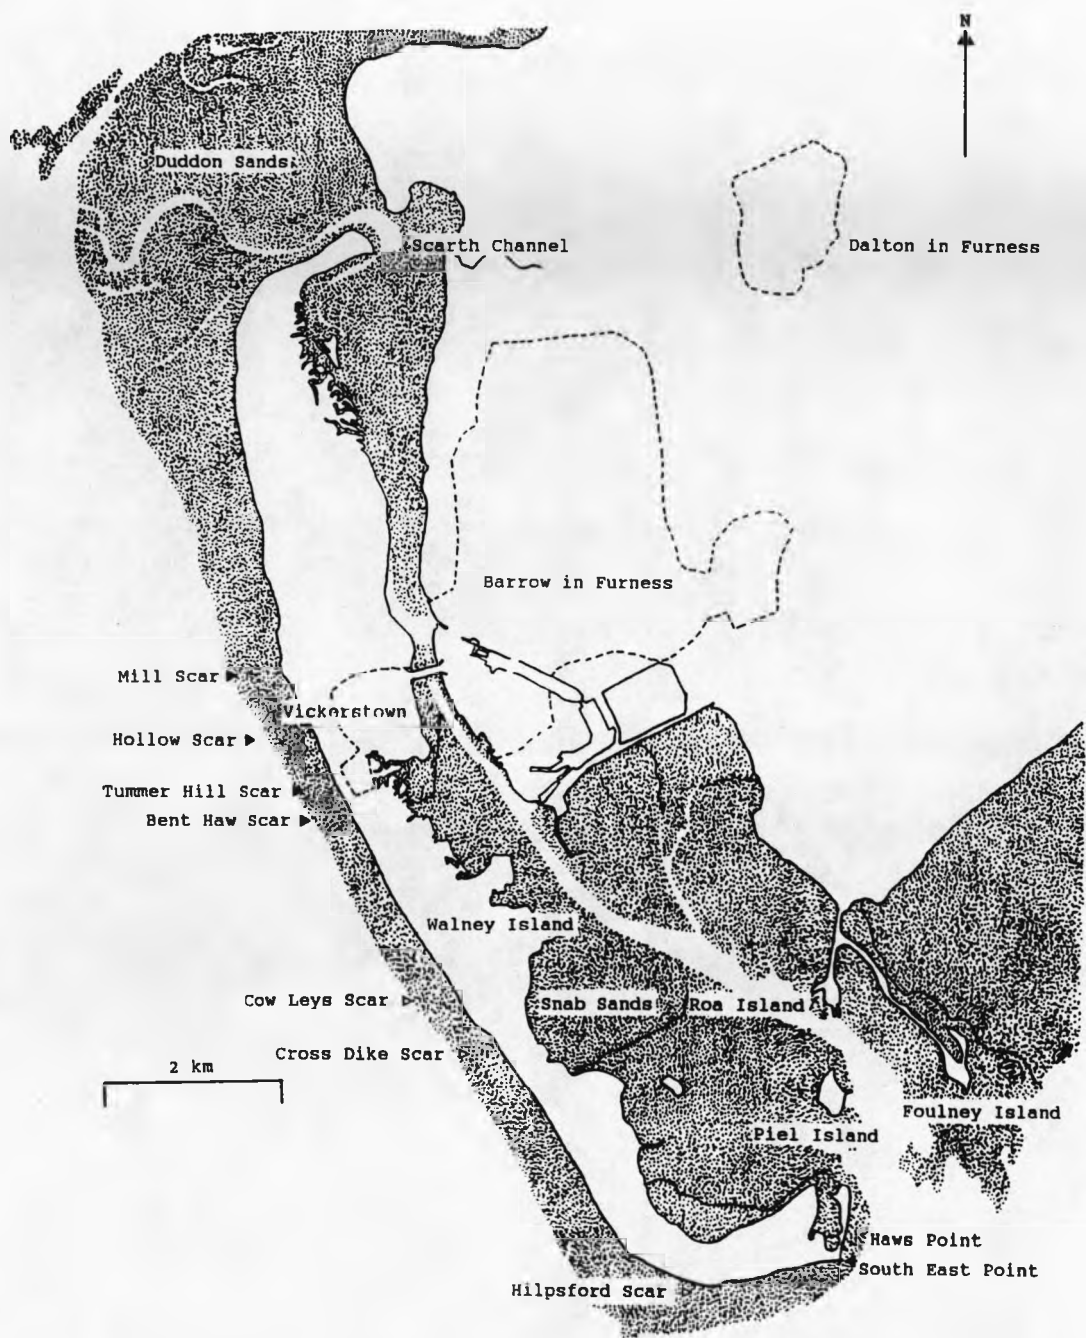 N
Duddon Sands
Scarth Channel
Dalton in Furness
Barrow in Furness
Mill Scar
Vickerstown
Hollow Scar
Tummer Hill Scar
Bent Haw Scar
Walney Island
Cow Leys Scar
Snab Sands
Roa Island
Cross Dike Scar
2 km
Foulney Island
Piel Island
Haws Point
South East Point
Hilpsford Scar